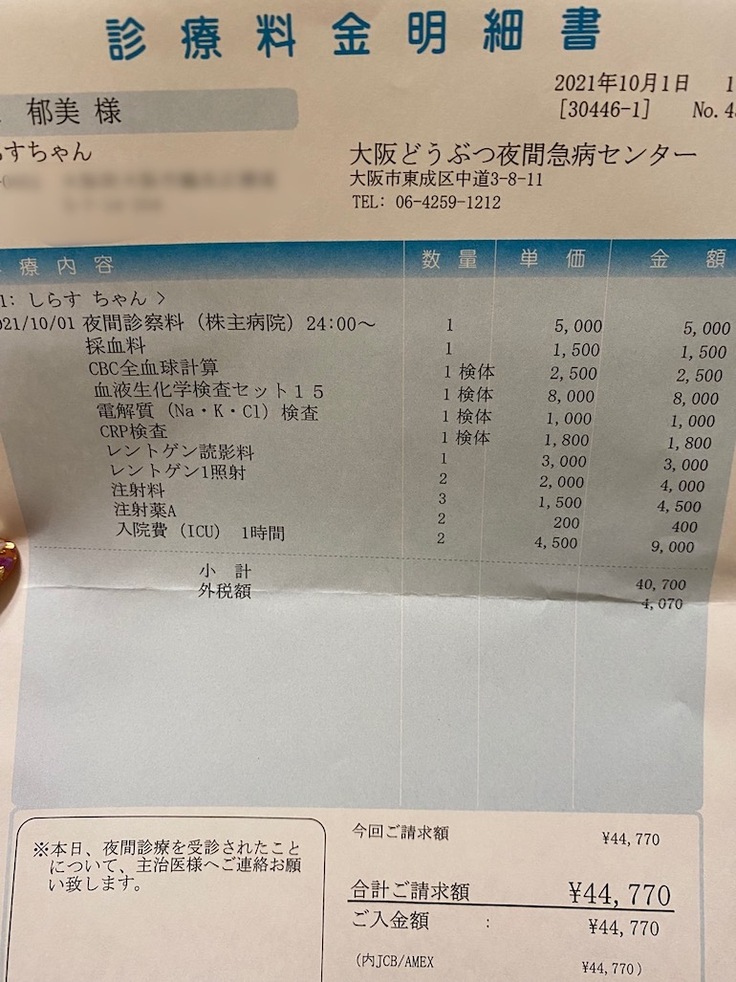 診療料金明細書
2021年10月1日
[30446-1] No.4
郁美 様
らすちゃん
大阪どうぶつ夜間急病センター
大阪市東成区中道3-8-11
TEL: 06-4259-1212
療内容 数量 単価 金額
1: しらす ちゃん >
021/10/01 夜間診察料 (株主病院) 24:00～ 1 5,000 5,000
採血料 1 1,500 1,500
CBC全血球計算 1 検体 2,500 2,500
血液生化学検査セット１５ 1 検体 8,000 8,000
電解質 (Na・K・Cl) 検査 1 検体 1,000 1,000
CRP検査 1 検体 1,800 1,800
レントゲン読影料 1 3,000 3,000
レントゲン1照射 2 2,000 4,000
注射料 3 1,500 4,500
注射薬A 2 200 400
入院費 (ICU) 1時間 2 4,500 9,000
小 計 40,700
外税額 4,070
※本日、夜間診療を受診されたこと
について、主治医様へご連絡お願
い致します。
今回ご請求額 ¥44,770
合計ご請求額 ¥44,770
ご入金額 : ¥44,770
(内JCB/AMEX ¥44,770)